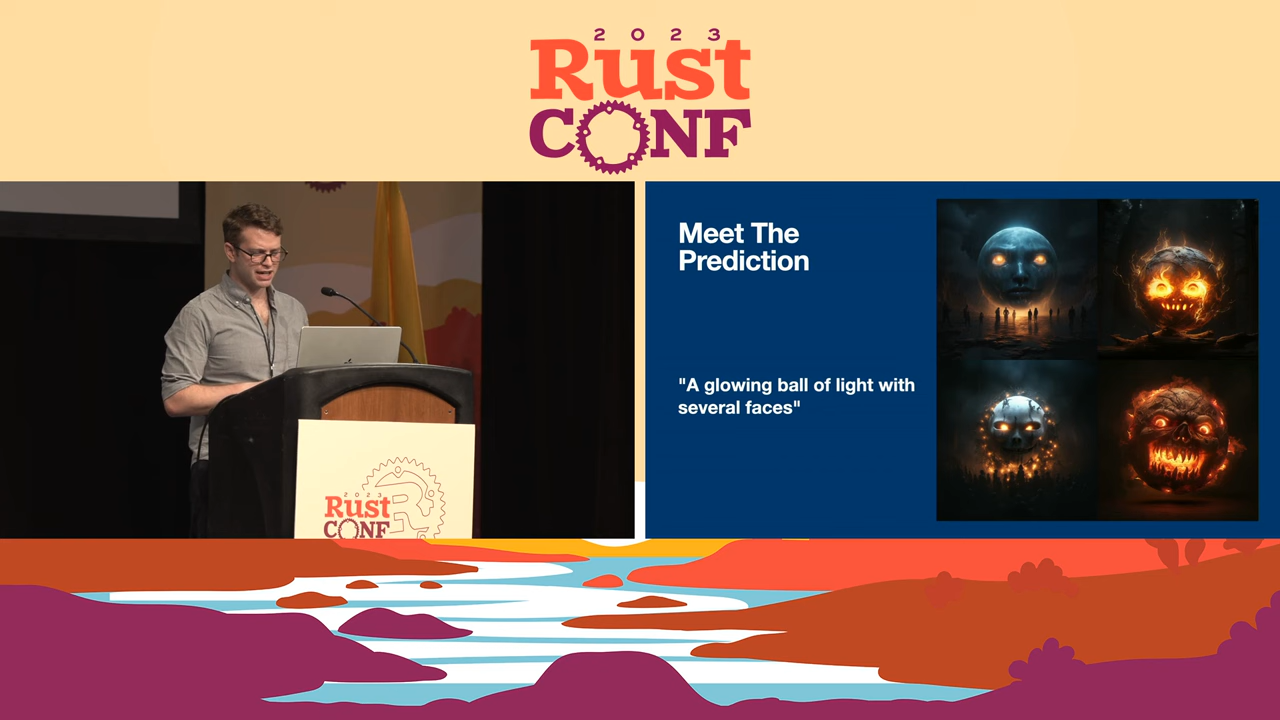 2023
Rust
CONF
Meet The
Prediction
"A glowing ball of light with
several faces"
2023
Rust
CONF